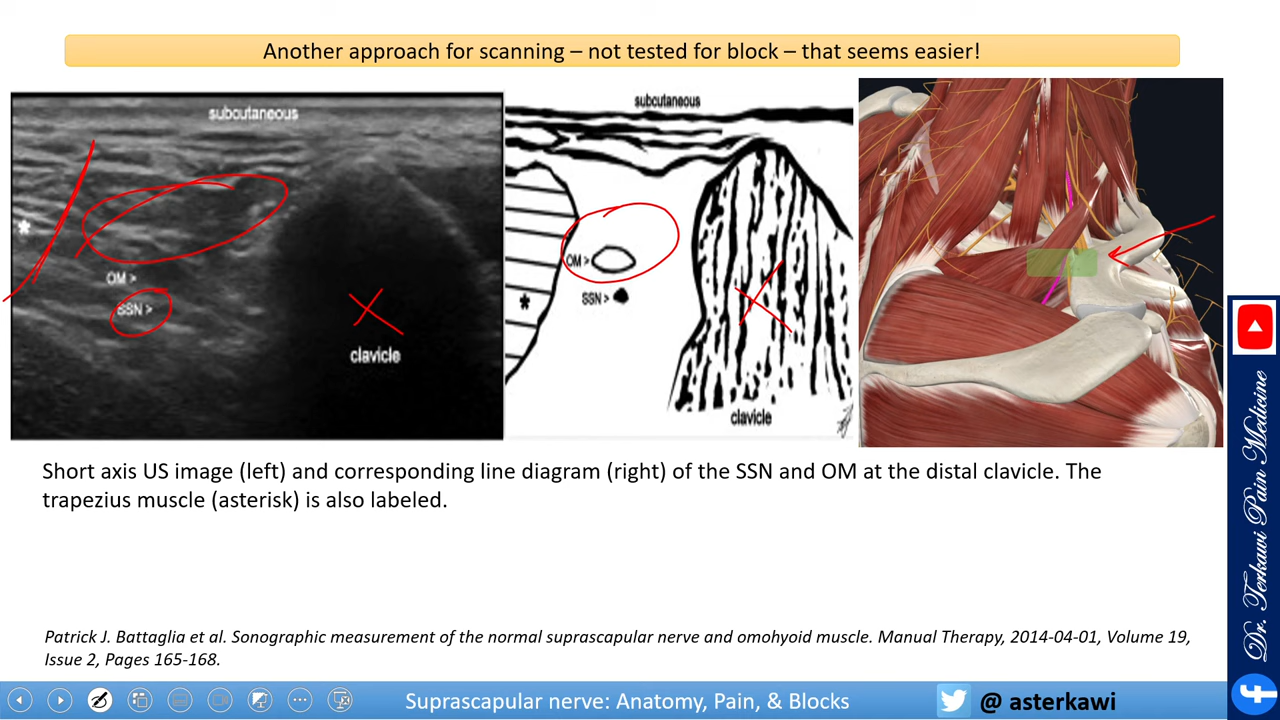 Another approach for scanning – not tested for block – that seems easier!
subcutaneous
*
OM >
SSN >
clavicle
subcutaneous
OM >
*
SSN >
clavicle
Short axis US image (left) and corresponding line diagram (right) of the SSN and OM at the distal clavicle. The
trapezius muscle (asterisk) is also labeled.
Patrick J. Battaglia et al. Sonographic measurement of the normal suprascapular nerve and omohyoid muscle. Manual Therapy, 2014-04-01, Volume 19,
Issue 2, Pages 165-168.
Suprascapular nerve: Anatomy, Pain, & Blocks
@ asterkawi
Dr. Terkawi Pain Medicine